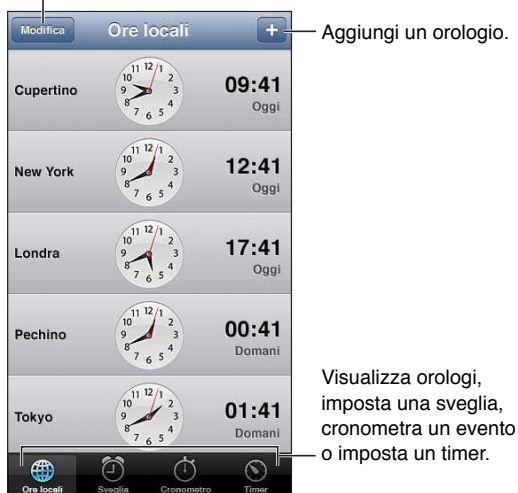 Modifica Ore locali +
Aggiungi un orologio.
Cupertino 09:41
Oggi
New York 12:41
Oggi
Londra 17:41
Oggi
Pechino 00:41
Domani
Tokyo 01:41
Domani
Visualizza orologi,
imposta una sveglia,
cronometra un evento
o imposta un timer.
Ore locali Sveglia Cronometro Timer